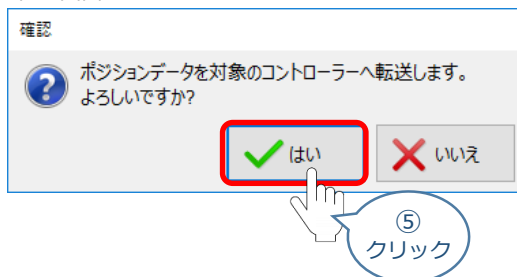 確認
ポジションデータを対象のコントローラーへ転送します。
よろしいですか?
はい
いいえ
⑤
クリック